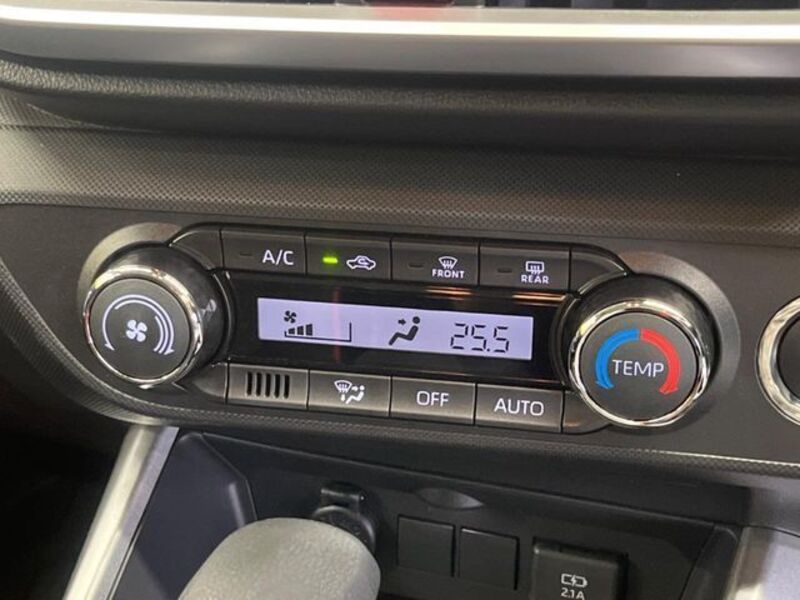 A/C
FRONT
REAR
25.5
TEMP
OFF
AUTO
2.1A